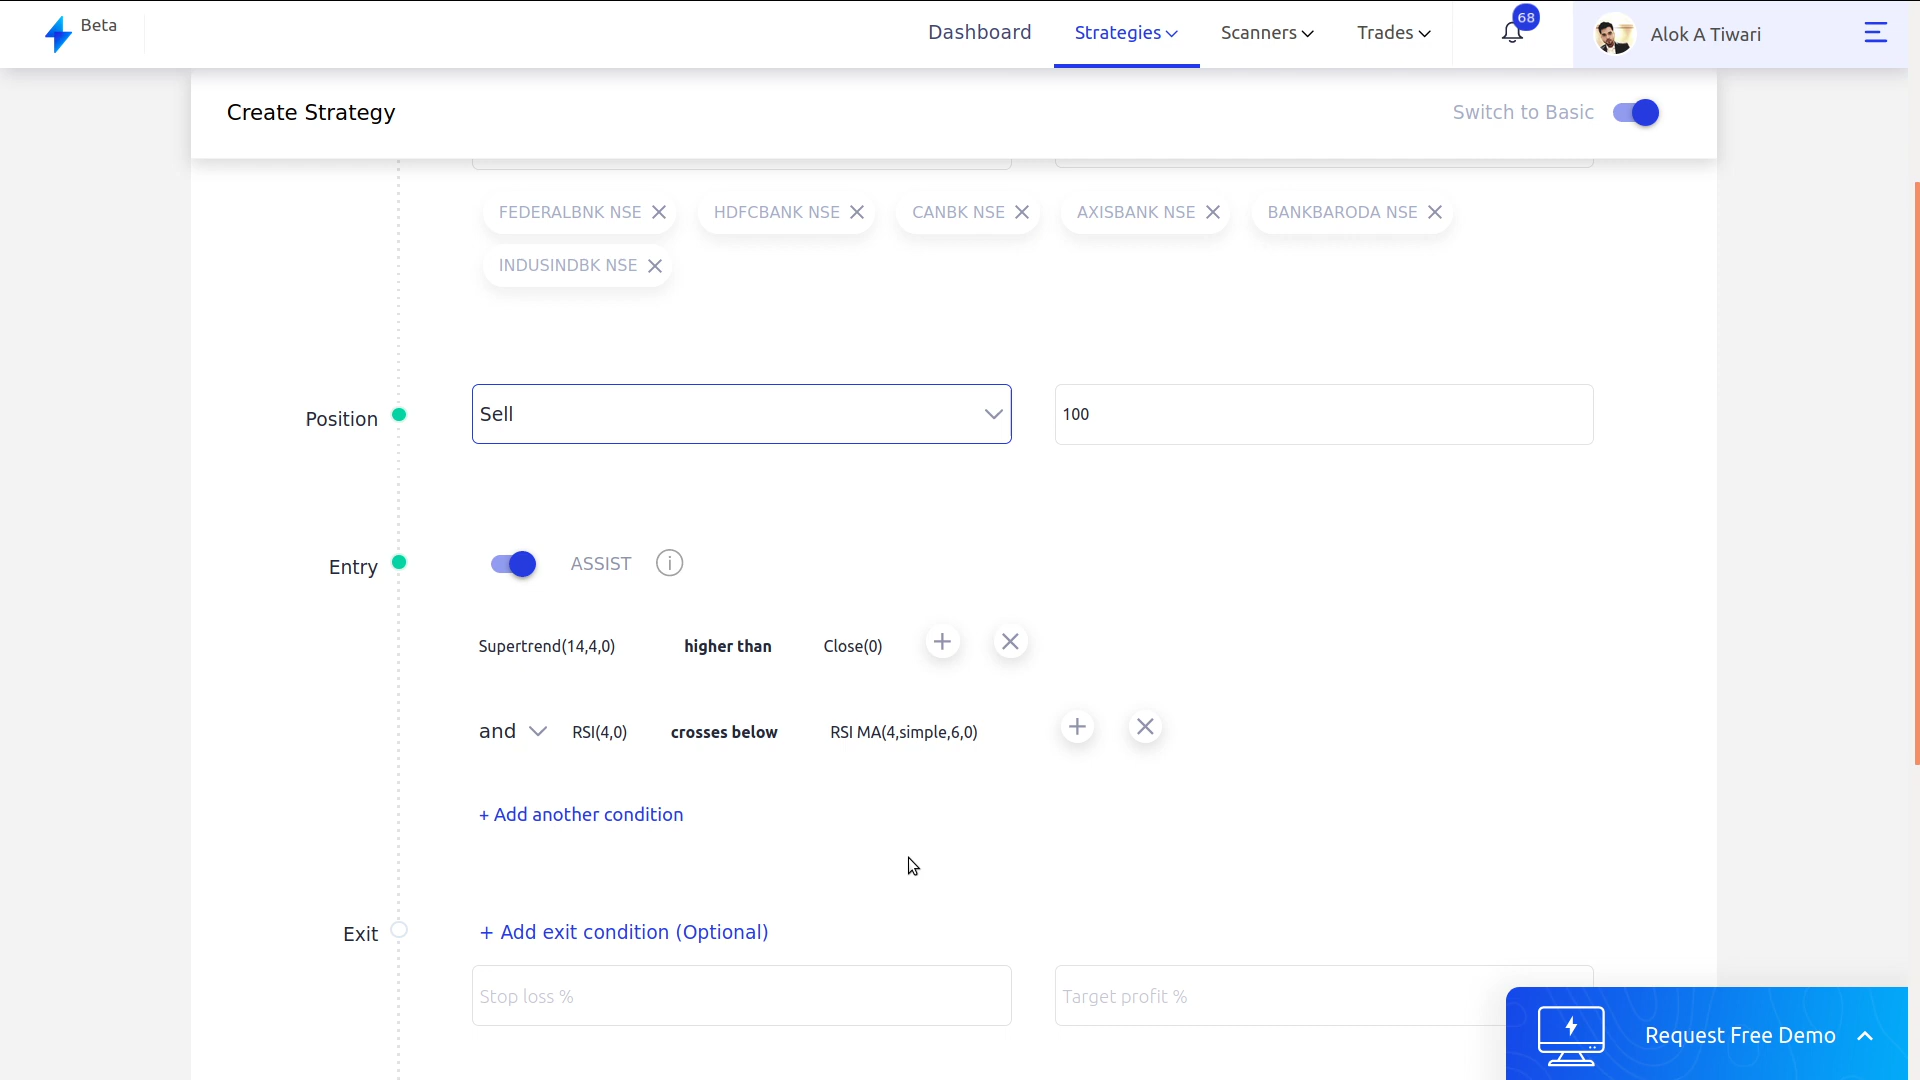 Beta
Dashboard Strategies Scanners Trades 68 Alok A Tiwari
Create Strategy Switch to Basic
FEDERALBNK NSE HDFCBANK NSE CANBK NSE AXISBANK NSE BANKBARODA NSE
INDUSINDBK NSE
Position Sell 100
Entry ASSIST
Supertrend(14,4,0) higher than Close(0)
and RSI(4,0) crosses below RSI MA(4,simple,6,0)
+ Add another condition
Exit + Add exit condition (Optional)
Stop loss % Target profit %
Request Free Demo